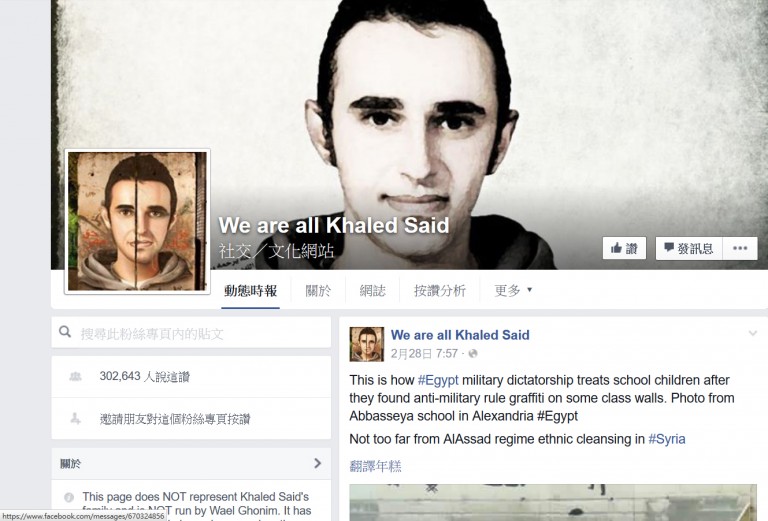 We are all Khaled Said
社交／文化網站
讚
發訊息
•••
動態時報 關於 網誌 按讚分析 更多
搜尋此粉絲專頁內的貼文
302,643 人說這讚
邀請朋友對這個粉絲專頁按讚
關於
This page does NOT represent Khaled Said's
family and is NOT run by Wael Ghonim. It has
We are all Khaled Said
2月28日 7:57 ·
This is how #Egypt military dictatorship treats school children after
they found anti-military rule graffiti on some class walls. Photo from
Abbasseya school in Alexandria #Egypt
Not too far from AlAssad regime ethnic cleansing in #Syria
翻譯年糕
https://www.facebook.com/messages/670324856